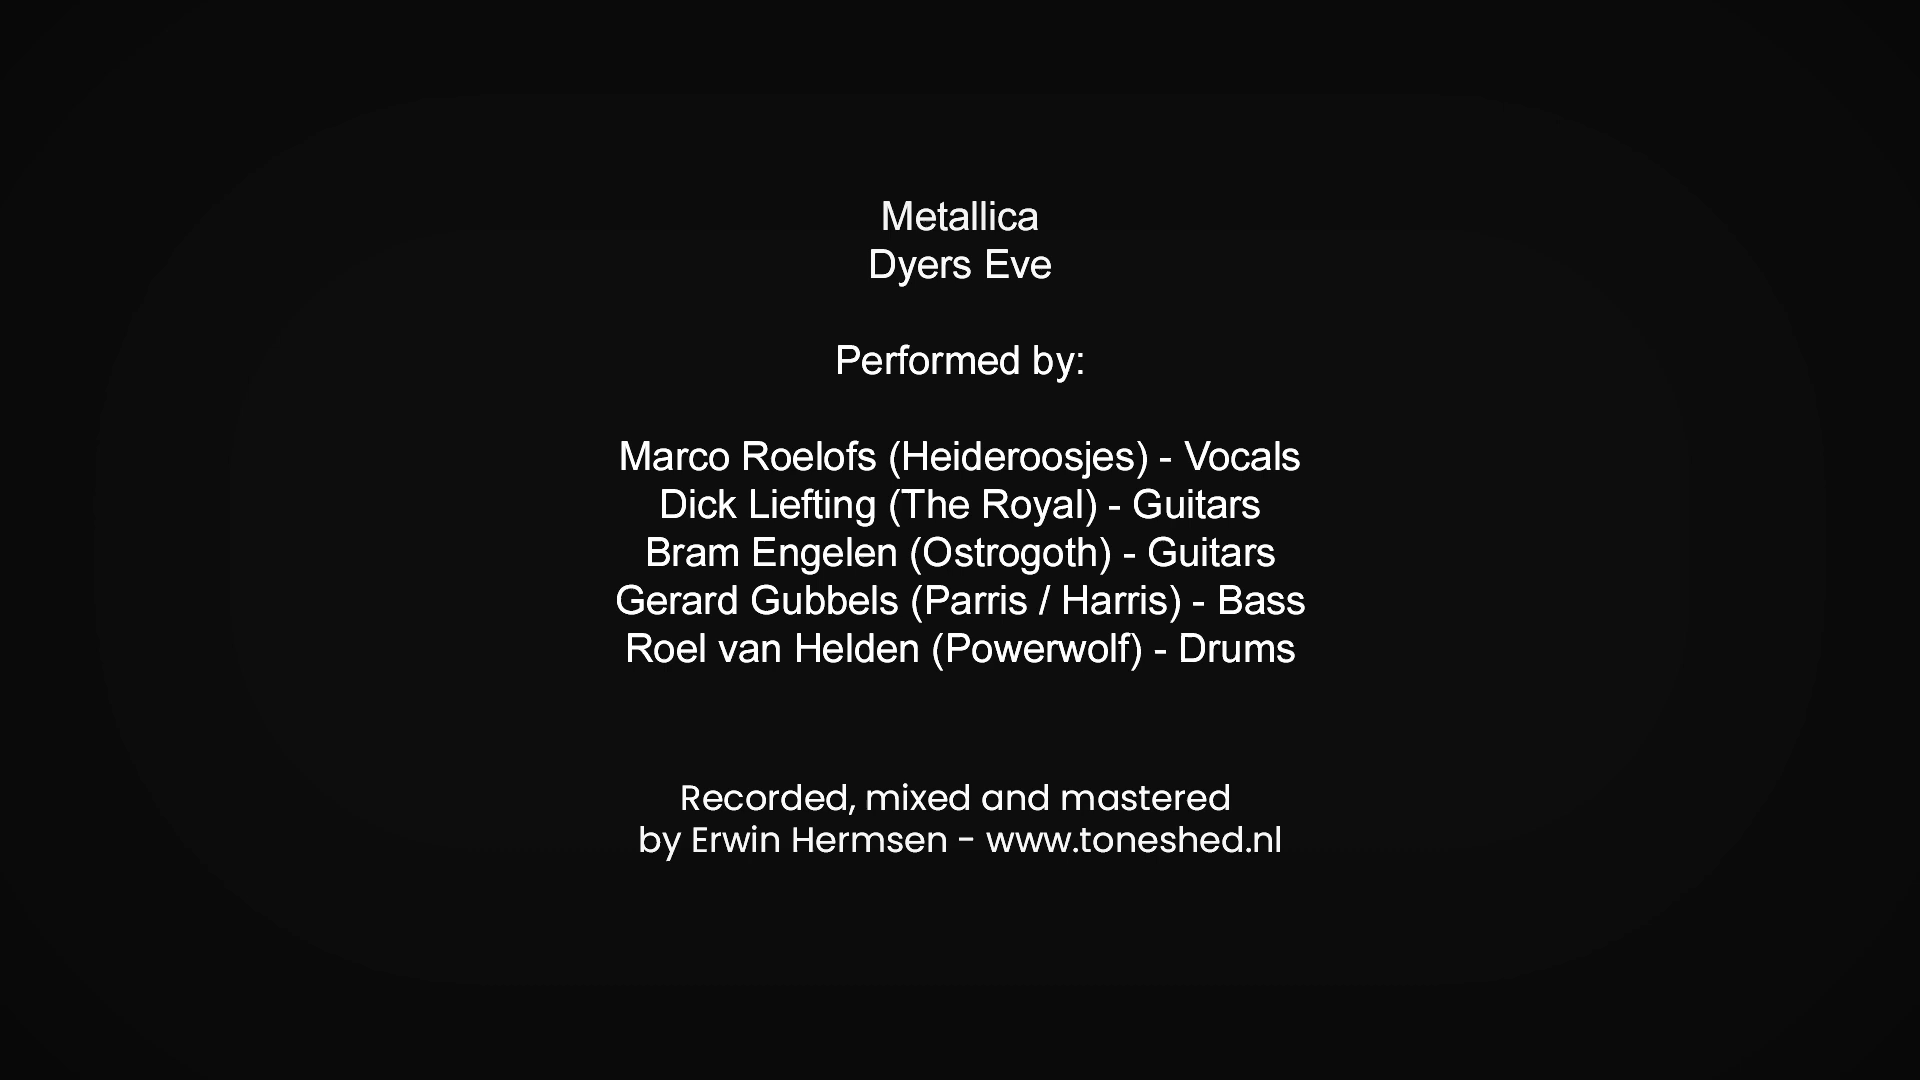 Metallica
Dyers Eve
Performed by:
Marco Roelofs (Heideroosjes) - Vocals
Dick Liefting (The Royal) - Guitars
Bram Engelen (Ostrogoth) - Guitars
Gerard Gubbels (Parris / Harris) - Bass
Roel van Helden (Powerwolf) - Drums
Recorded, mixed and mastered
by Erwin Hermsen - www.toneshed.nl